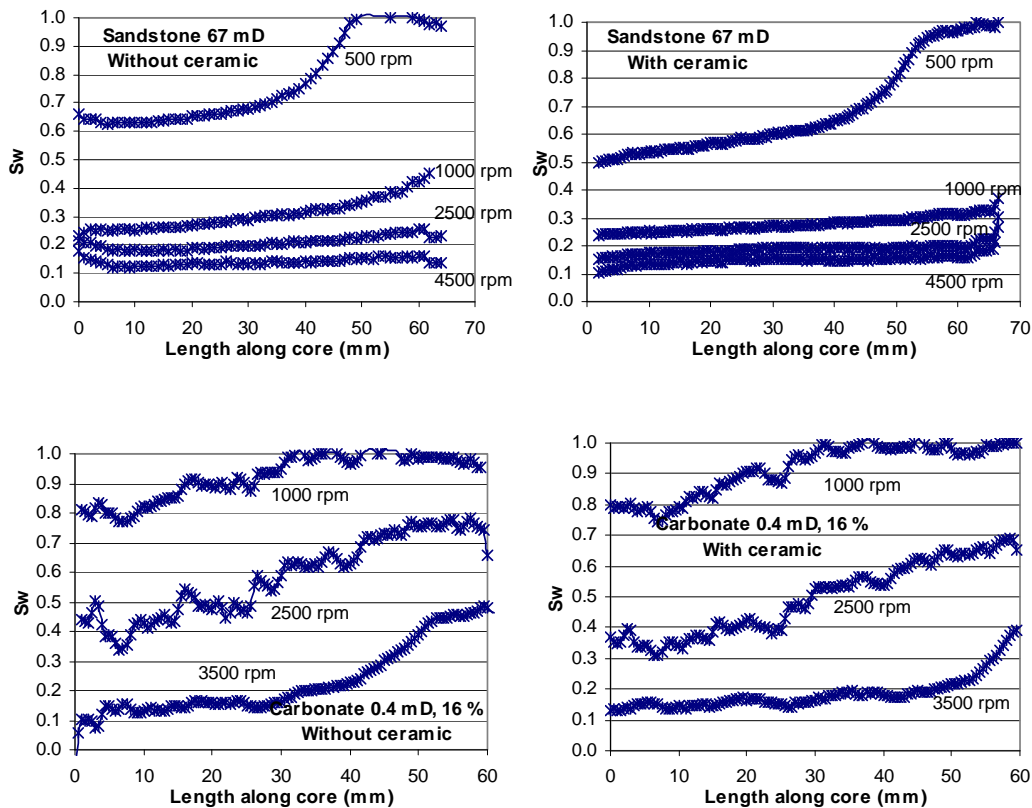 Sandstone 67 mD
Without ceramic
500 rpm
1000 rpm
2500 rpm
4500 rpm
Sw
1.0
0.9
0.8
0.7
0.6
0.5
0.4
0.3
0.2
0.1
0.0
0 10 20 30 40 50 60 70
Length along core (mm)
Sandstone 67 mD
With ceramic
500 rpm
1000 rpm
2500 rpm
4500 rpm
Sw
1.0
0.9
0.8
0.7
0.6
0.5
0.4
0.3
0.2
0.1
0.0
0 10 20 30 40 50 60 70
Length along core (mm)
1000 rpm
2500 rpm
3500 rpm
Carbonate 0.4 mD, 16 %
Without ceramic
Sw
1.0
0.9
0.8
0.7
0.6
0.5
0.4
0.3
0.2
0.1
0.0
0 10 20 30 40 50 60
Length along core (mm)
1000 rpm
Carbonate 0.4 mD, 16 %
With ceramic
2500 rpm
3500 rpm
Sw
1.0
0.9
0.8
0.7
0.6
0.5
0.4
0.3
0.2
0.1
0.0
0 10 20 30 40 50 60
Length along core (mm)